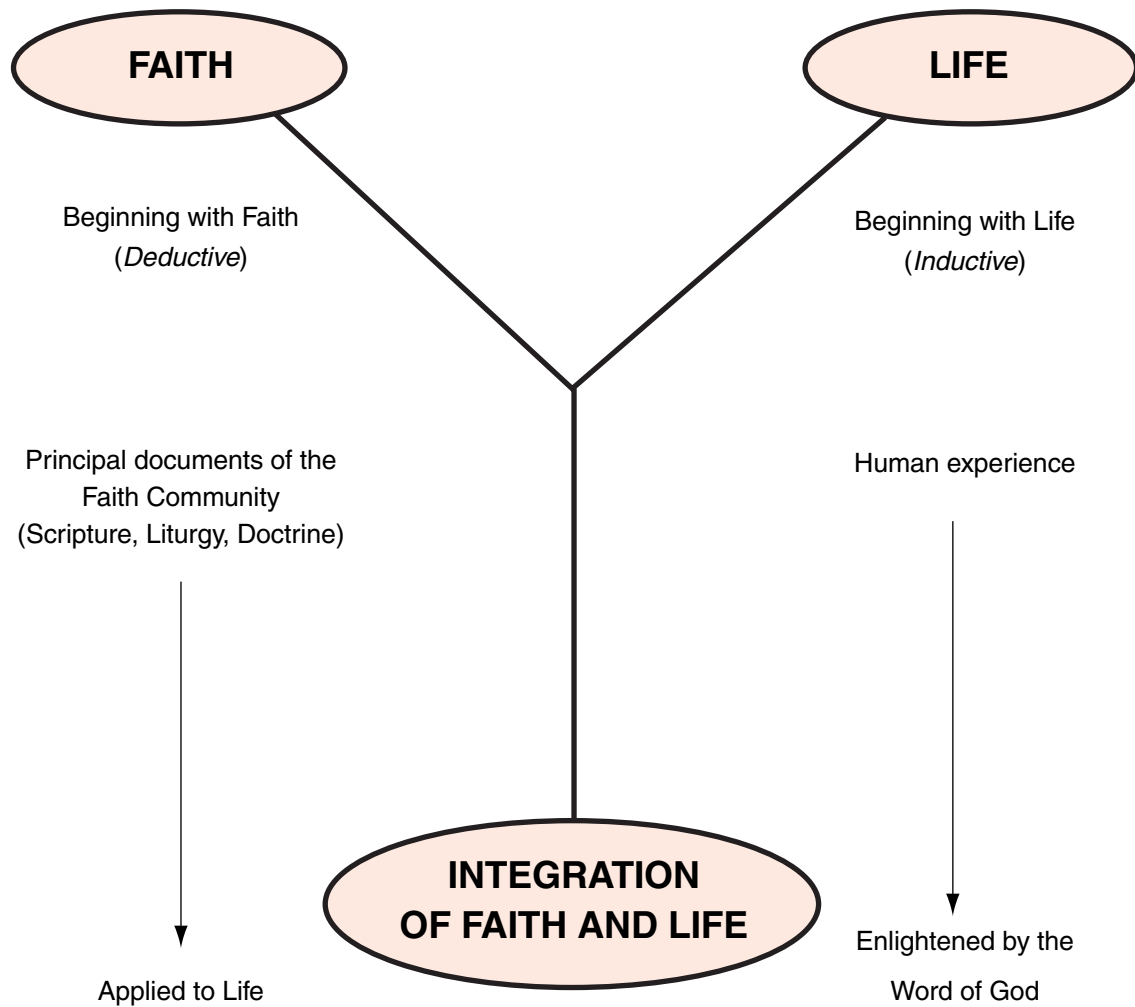 FAITH
LIFE
Beginning with Faith
(Deductive)
Beginning with Life
(Inductive)
Principal documents of the
Faith Community
(Scripture, Liturgy, Doctrine)
Human experience
INTEGRATION
OF FAITH AND LIFE
Applied to Life
Enlightened by the
Word of God